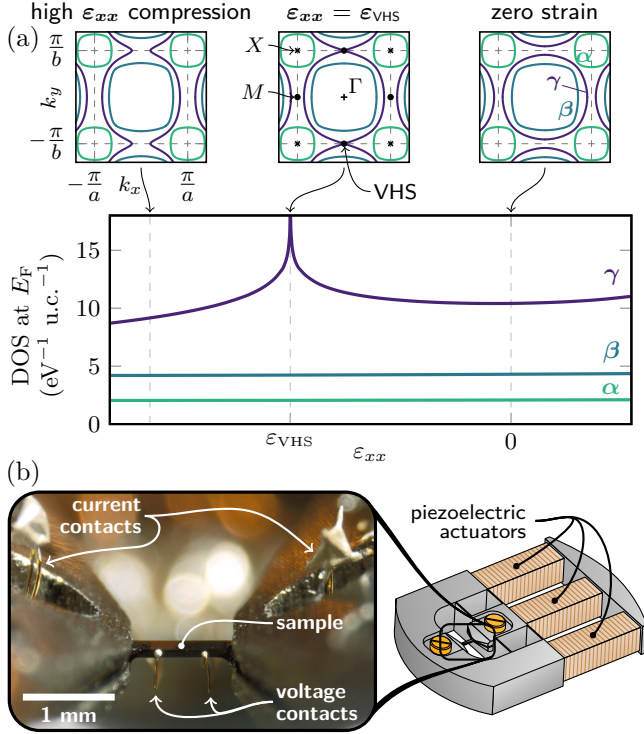 high εxx compression
εxx = εVHS
zero strain
(a)
π/b
ky
−π/b
X
M
Γ
VHS
α
γ
β
−π/a
kx
π/a
DOS at EF
(eV⁻¹ u.c.⁻¹)
15
10
5
0
γ
β
α
εVHS
0
εxx
(b)
current
contacts
sample
1 mm
voltage
contacts
piezoelectric
actuators